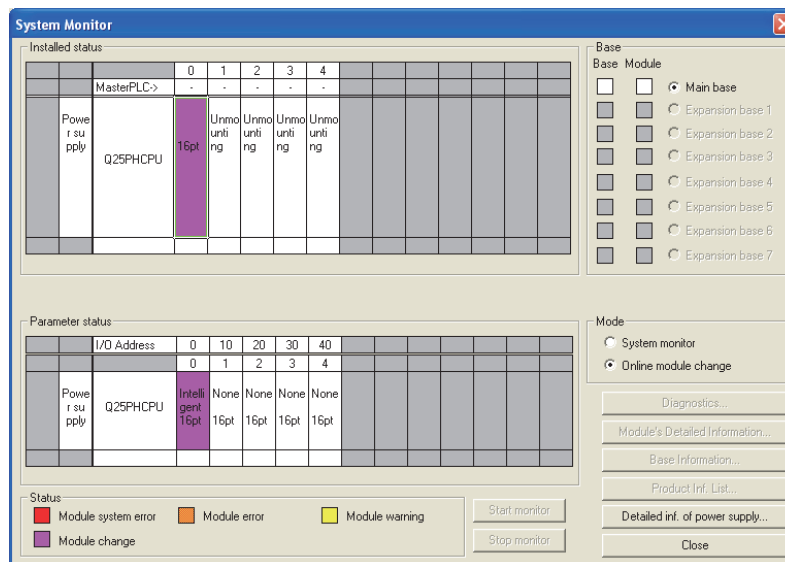 System Monitor
Installed status
0 1 2 3 4
MasterPLC-> - - - - -
Powe
r su
pply
Q25PHCPU
16pt
Unmo
unti
ng
Unmo
unti
ng
Unmo
unti
ng
Unmo
unti
ng
Base
Base Module
Main base
Expansion base 1
Expansion base 2
Expansion base 3
Expansion base 4
Expansion base 5
Expansion base 6
Expansion base 7
Parameter status
I/O Address 0 10 20 30 40
0 1 2 3 4
Powe
r su
pply
Q25PHCPU
Intelli
gent
16pt
None
16pt
None
16pt
None
16pt
None
16pt
Mode
System monitor
Online module change
Diagnostics...
Module's Detailed Information...
Base Information...
Product Inf. List...
Detailed inf. of power supply...
Close
Status
Module system error
Module error
Module warning
Module change
Start monitor
Stop monitor